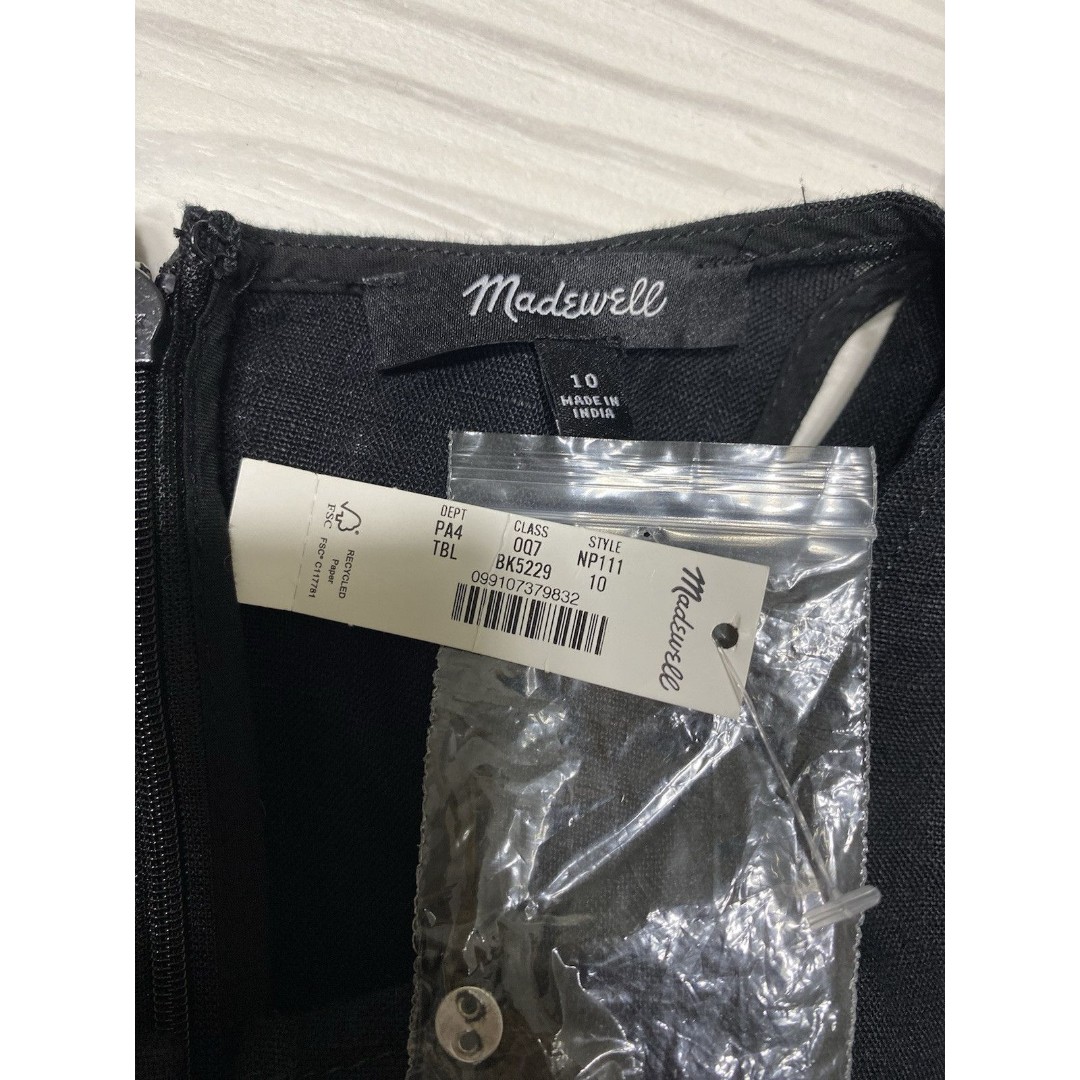 Madewell
10
MADE IN
INDIA
DEPT CLASS STYLE
PA4 0Q7 NP111
TBL BK5229 10
099107379832
Madewell
FSC
RECYCLED
Paper
FSC® C117781